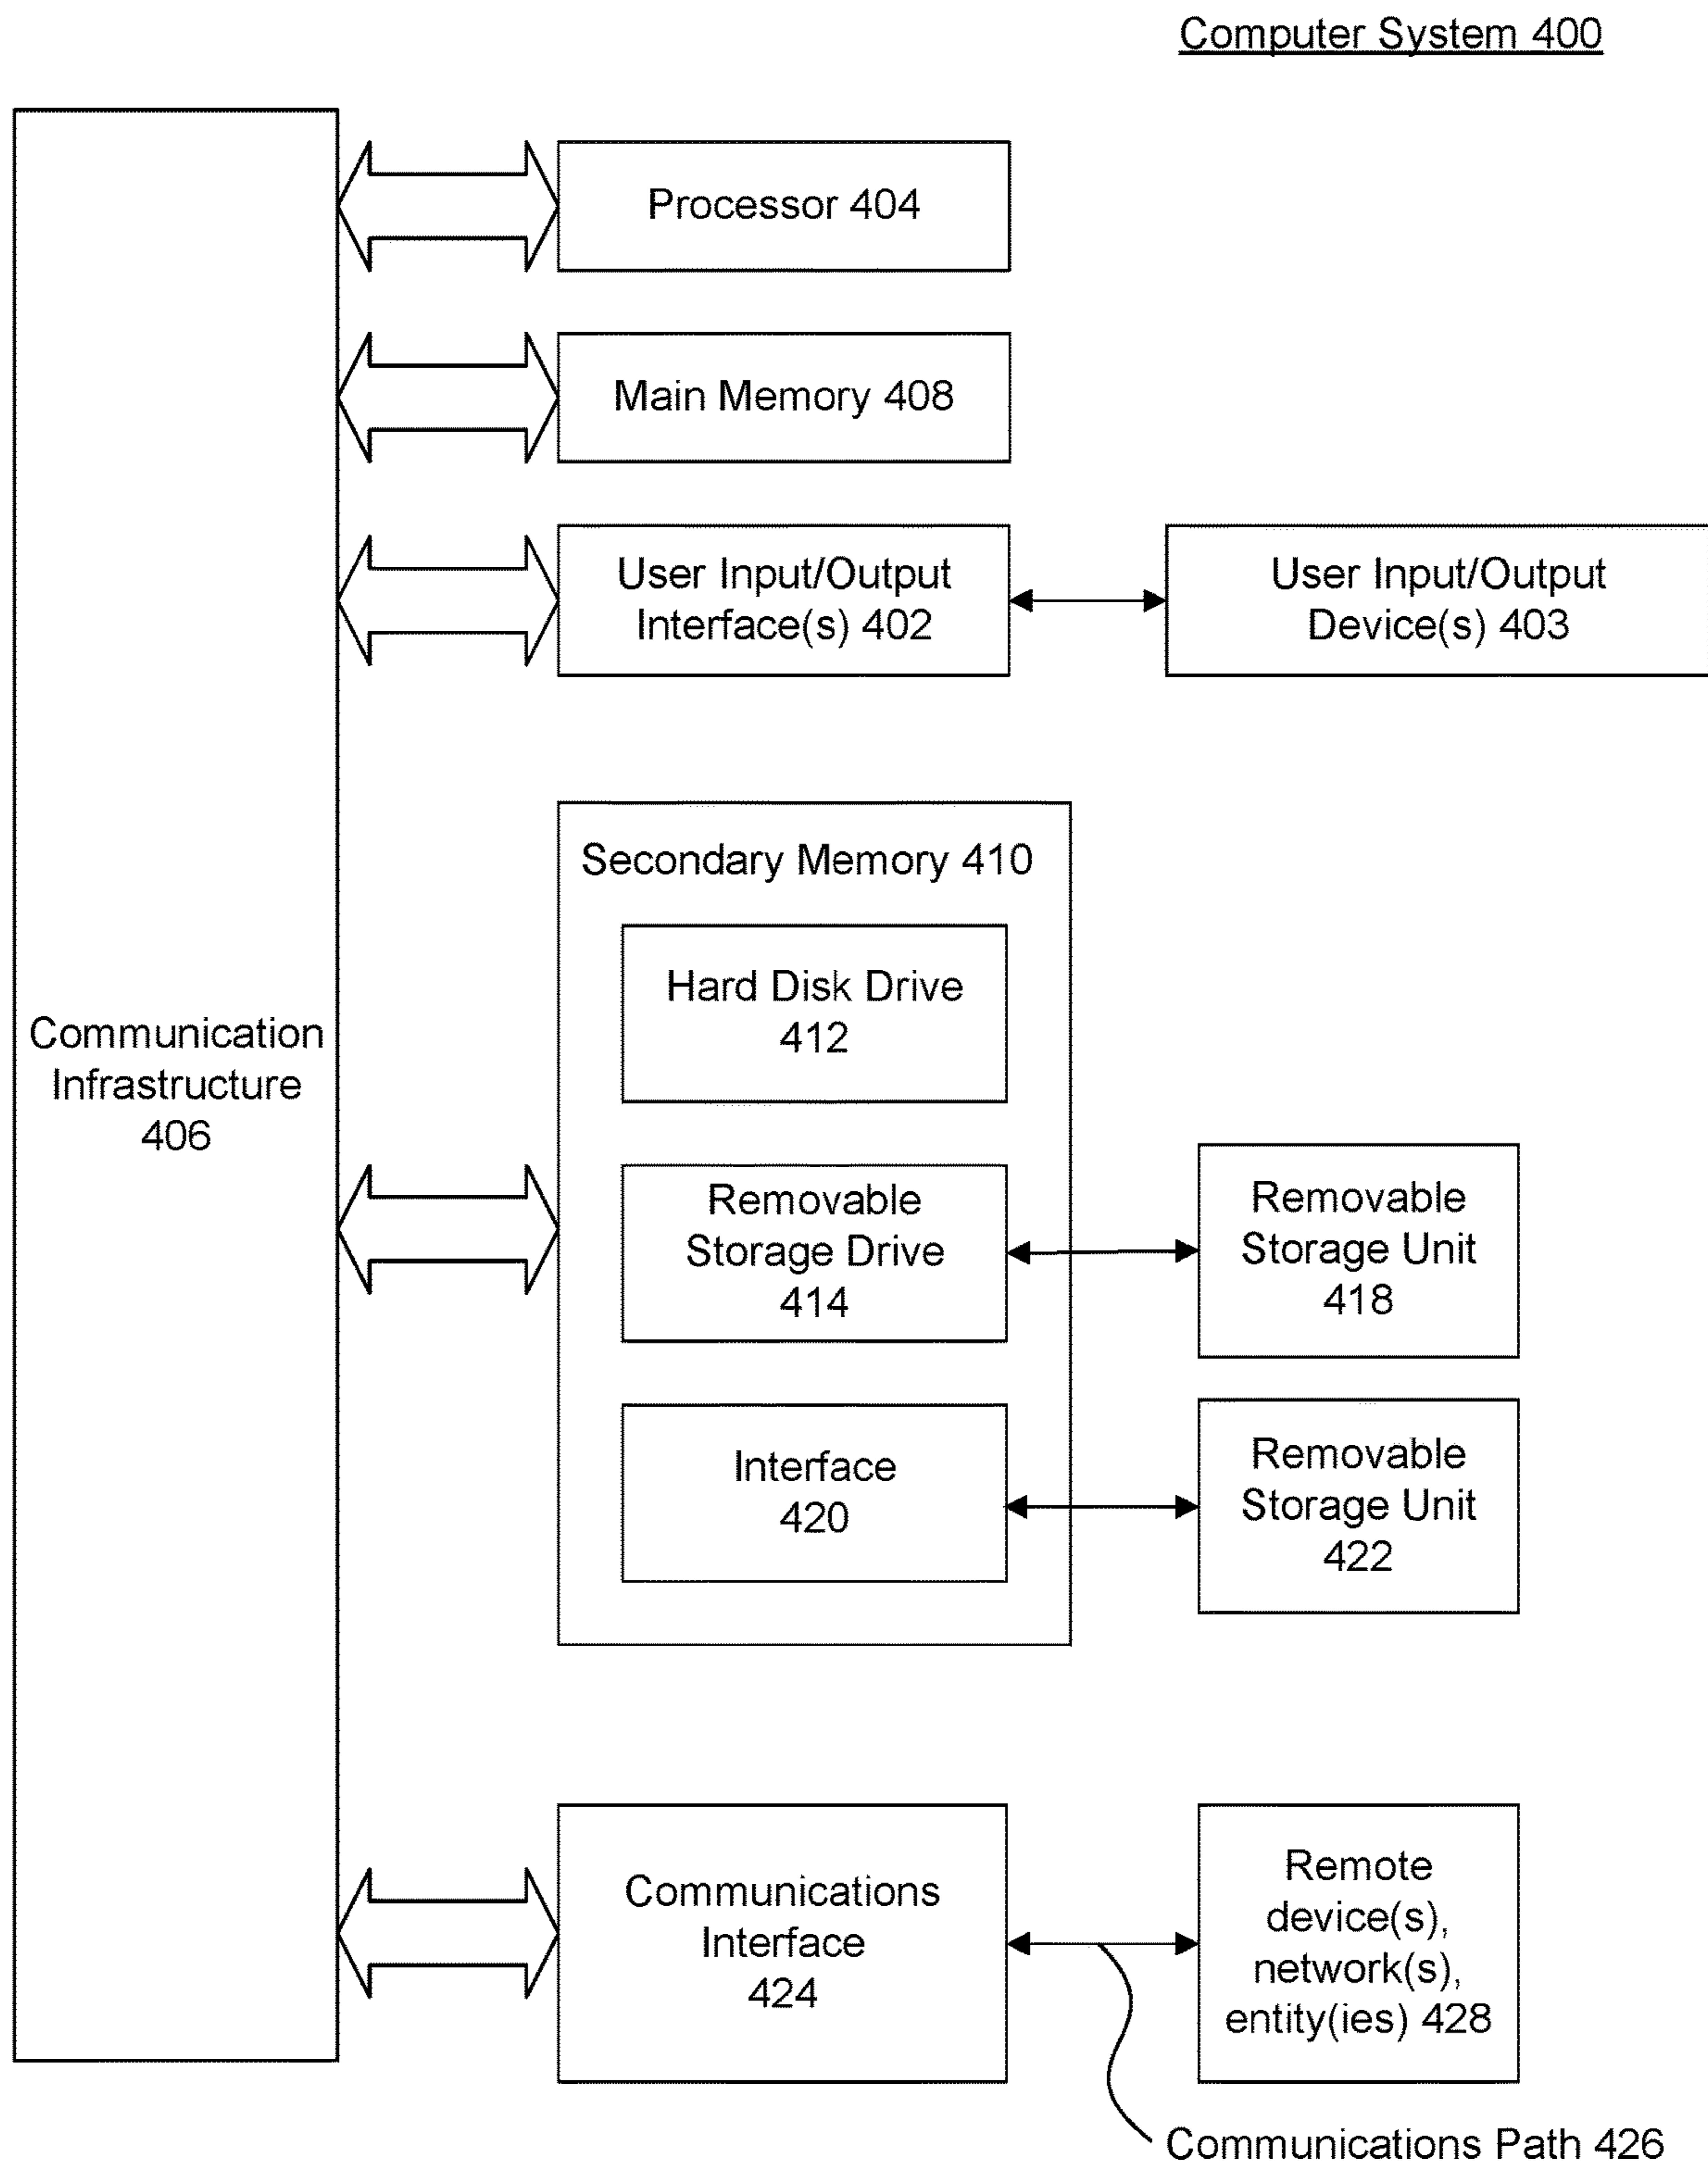 Computer System 400
Processor 404
Main Memory 408
User Input/Output
Interface(s) 402
User Input/Output
Device(s) 403
Secondary Memory 410
Hard Disk Drive
412
Communication
Infrastructure
406
Removable
Storage Drive
414
Removable
Storage Unit
418
Interface
420
Removable
Storage Unit
422
Communications
Interface
424
Remote
device(s),
network(s),
entity(ies) 428
Communications Path 426